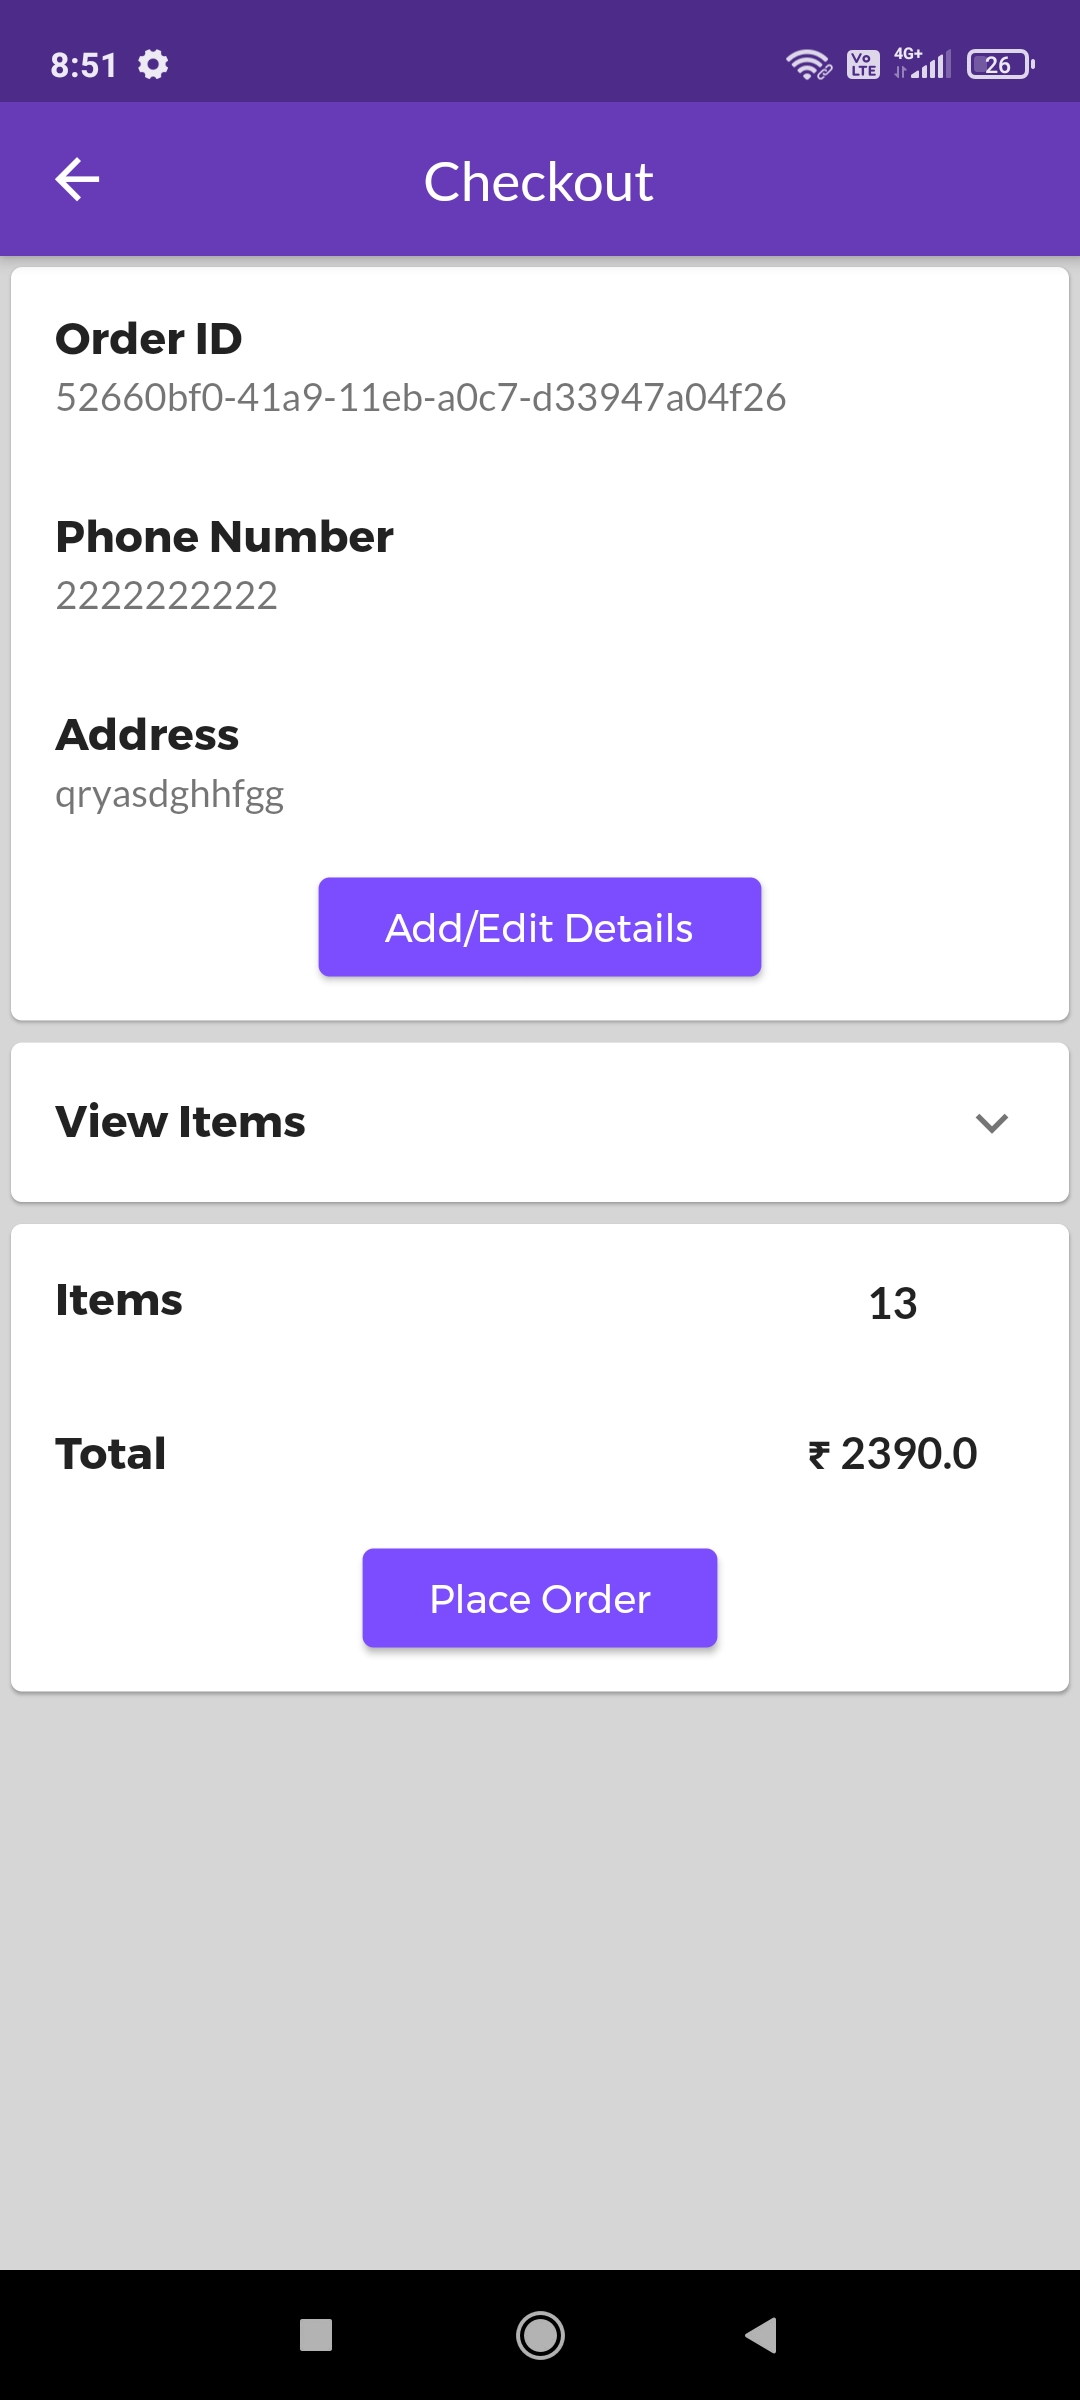 8:51
Vo LTE 4G+ 26
Checkout
Order ID
52660bf0-41a9-11eb-a0c7-d33947a04f26
Phone Number
2222222222
Address
qryasdghhfgg
Add/Edit Details
View Items
Items 13
Total ₹ 2390.0
Place Order